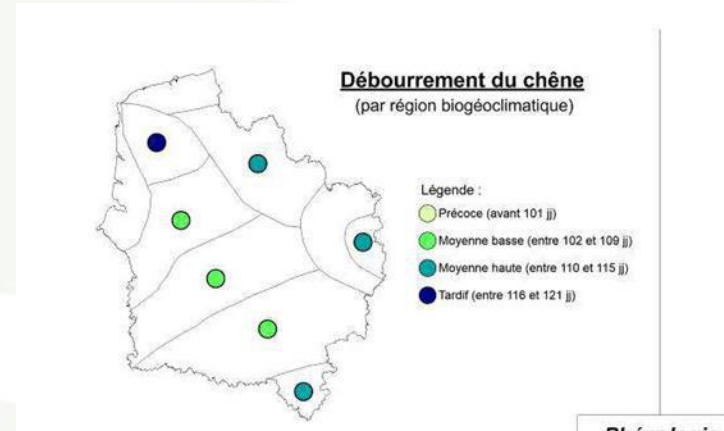 Débourrement du chêne
(par région biogéoclimatique)
Légende :
Précoce (avant 101 jj)
Moyenne basse (entre 102 et 109 jj)
Moyenne haute (entre 110 et 115 jj)
Tardif (entre 116 et 121 jj)